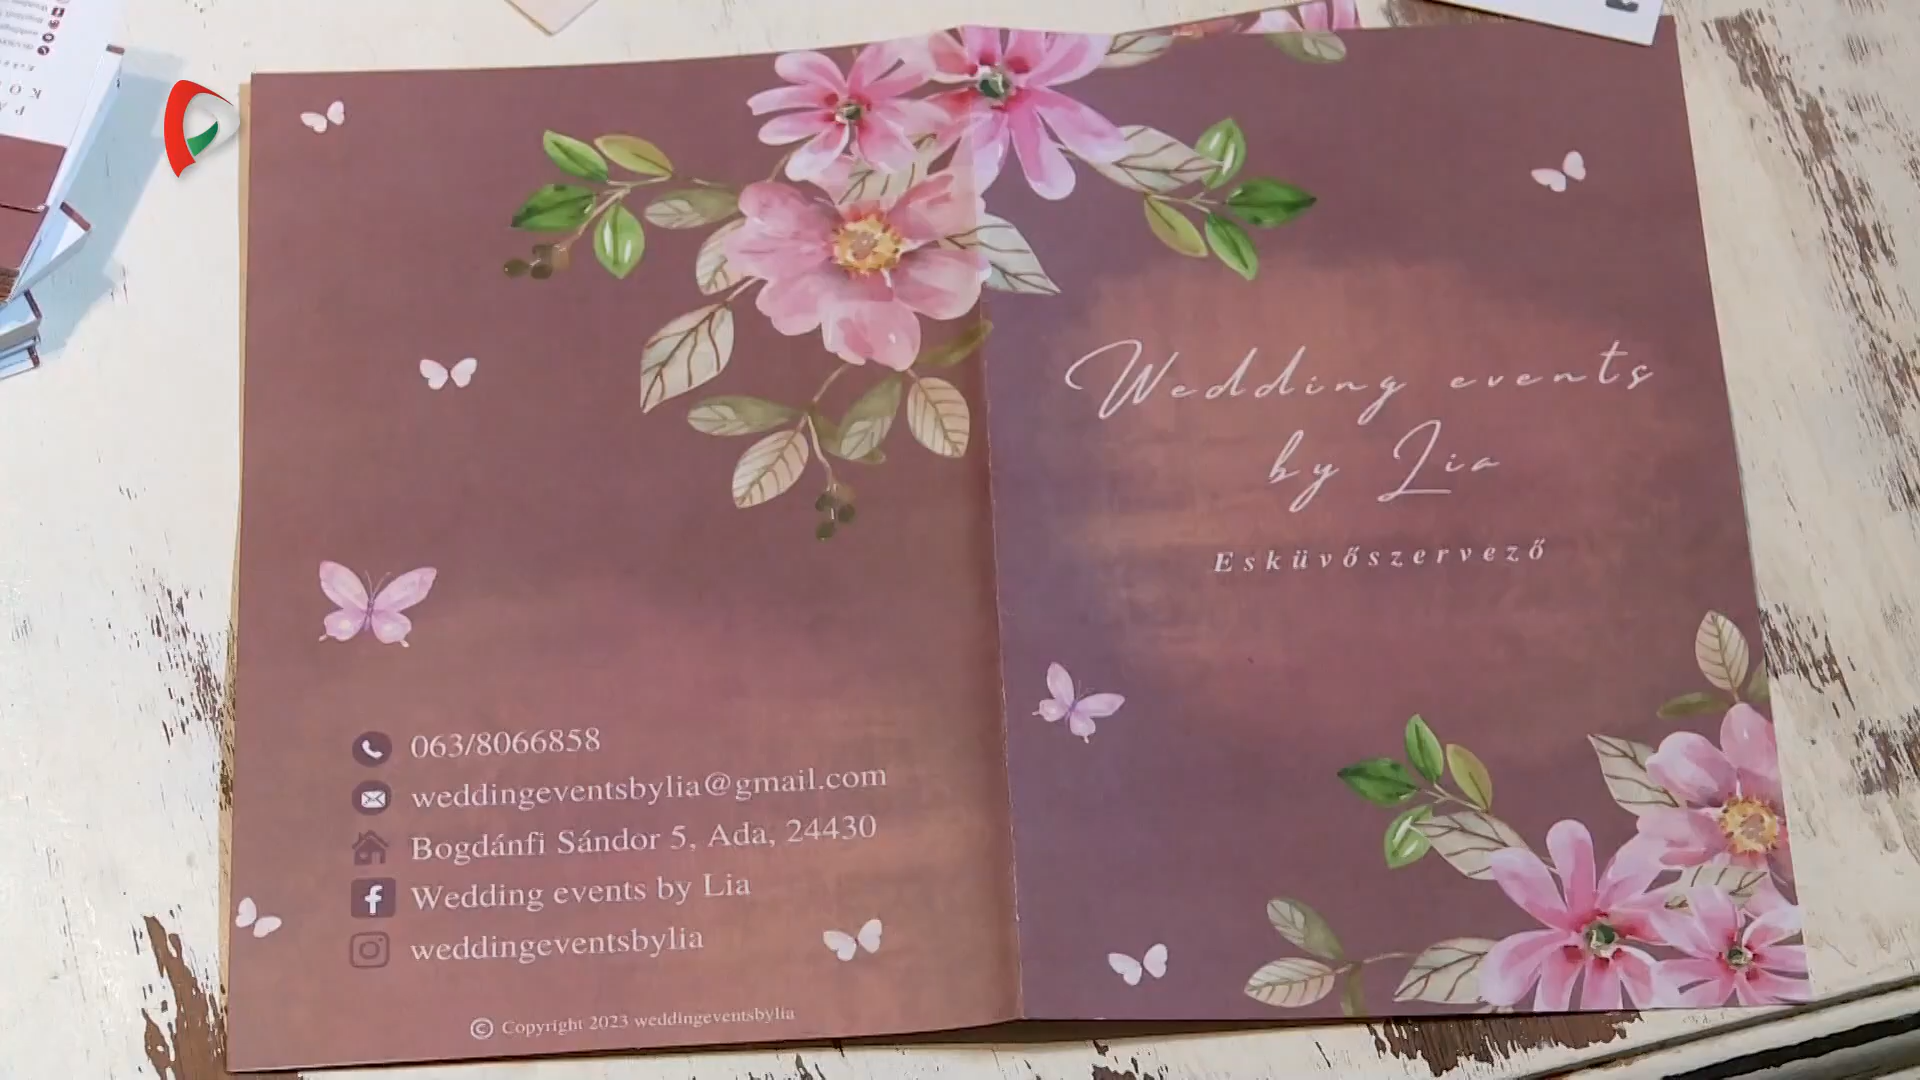 063/8066858
weddingeventsbylia@gmail.com
Bogdánfi Sándor 5, Ada, 24430
Wedding events by Lia
weddingeventsbylia
© Copyright 2023 weddingeventsbylia
Wedding events
by Lia
Esküvőszervező